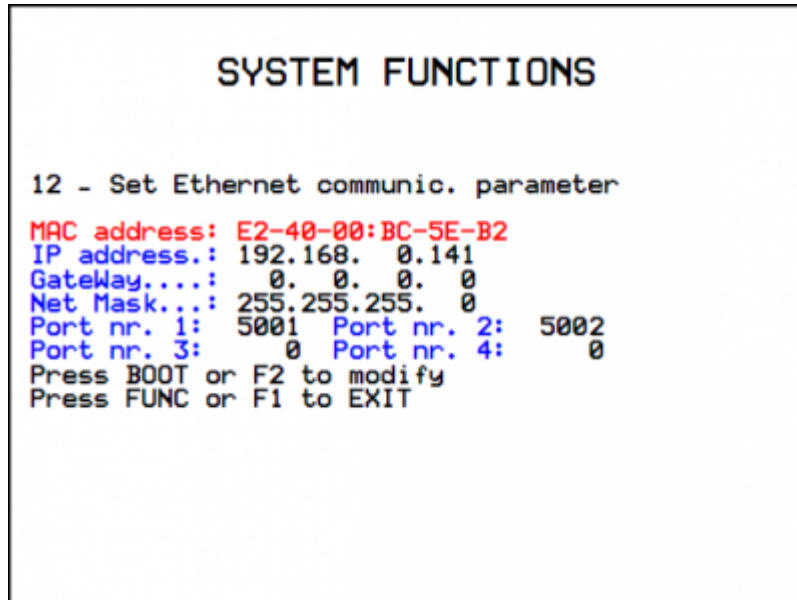 SYSTEM FUNCTIONS
12 - Set Ethernet communic. parameter
MAC address: E2-40-00:BC-5E-B2
IP address.: 192.168.  0.141
GateWay....:   0.  0.  0.  0
Net Mask...: 255.255.255.  0
Port nr. 1:  5001  Port nr. 2:  5002
Port nr. 3:     0  Port nr. 4:     0
Press BOOT or F2 to modify
Press FUNC or F1 to EXIT